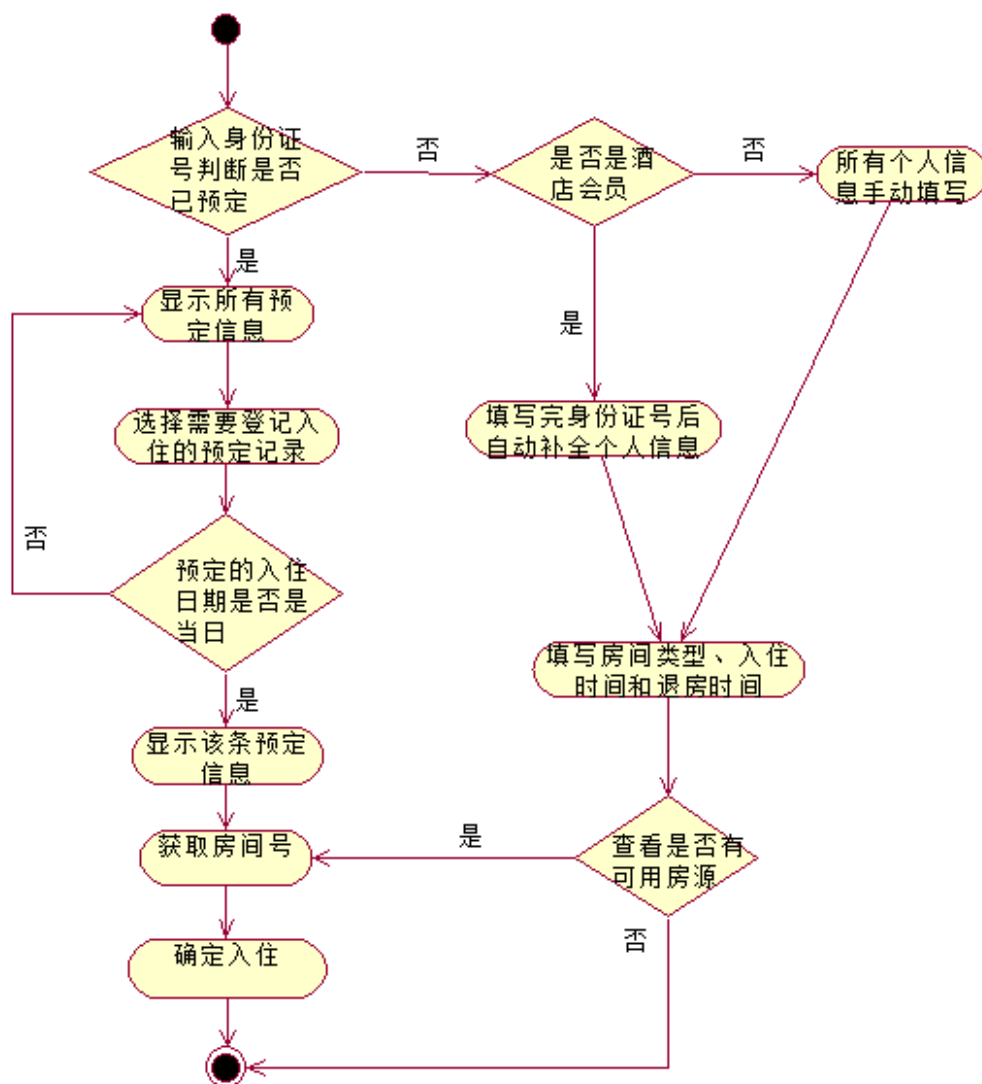 输入身份证
号判断是否
已预定
否
是否是酒
店会员
否
所有个人信
息手动填写
是
显示所有预
定信息
是
选择需要登记入
住的预定记录
填写完身份证号后
自动补全个人信息
否
预定的入住
日期是否是
当日
填写房间类型、入住
时间和退房时间
是
显示该条预定
信息
获取房间号
是
查看是否有
可用房源
否
确定入住